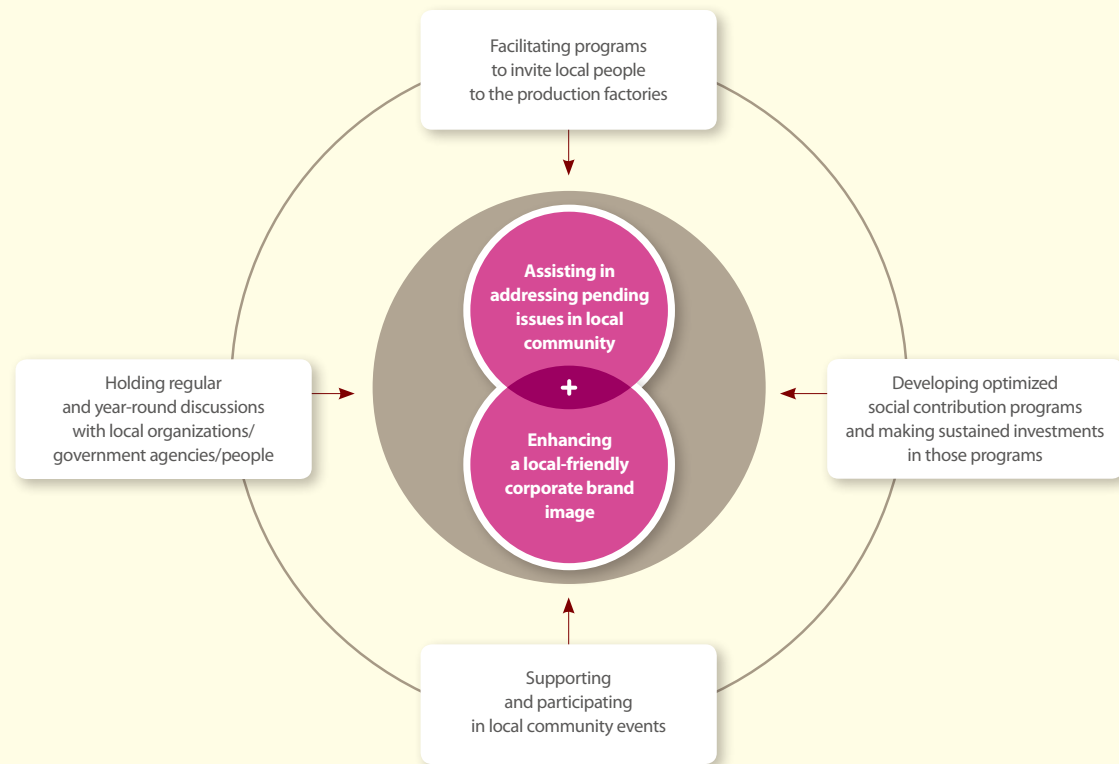 Facilitating programs
to invite local people
to the production factories
Assisting in
addressing pending
issues in local
community
Holding regular
and year-round discussions
with local organizations/
government agencies/people
+
Developing optimized
social contribution programs
and making sustained investments
in those programs
Enhancing
a local-friendly
corporate brand
image
Supporting
and participating
in local community events